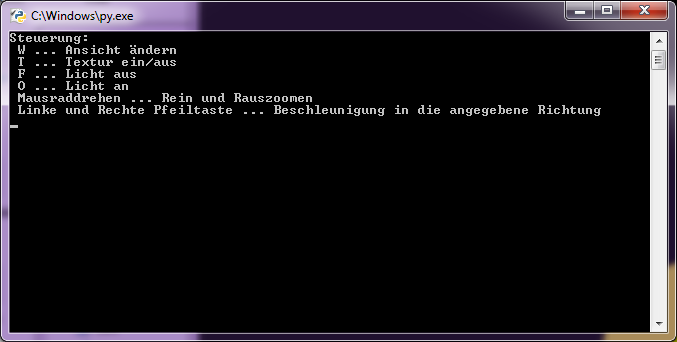 C:\Windows\py.exe
Steuerung:
W ... Ansicht ändern
T ... Textur ein/aus
F ... Licht aus
O ... Licht an
Mausraddrehen ... Rein und Rauszoomen
Linke und Rechte Pfeiltaste ... Beschleunigung in die angegebene Richtung